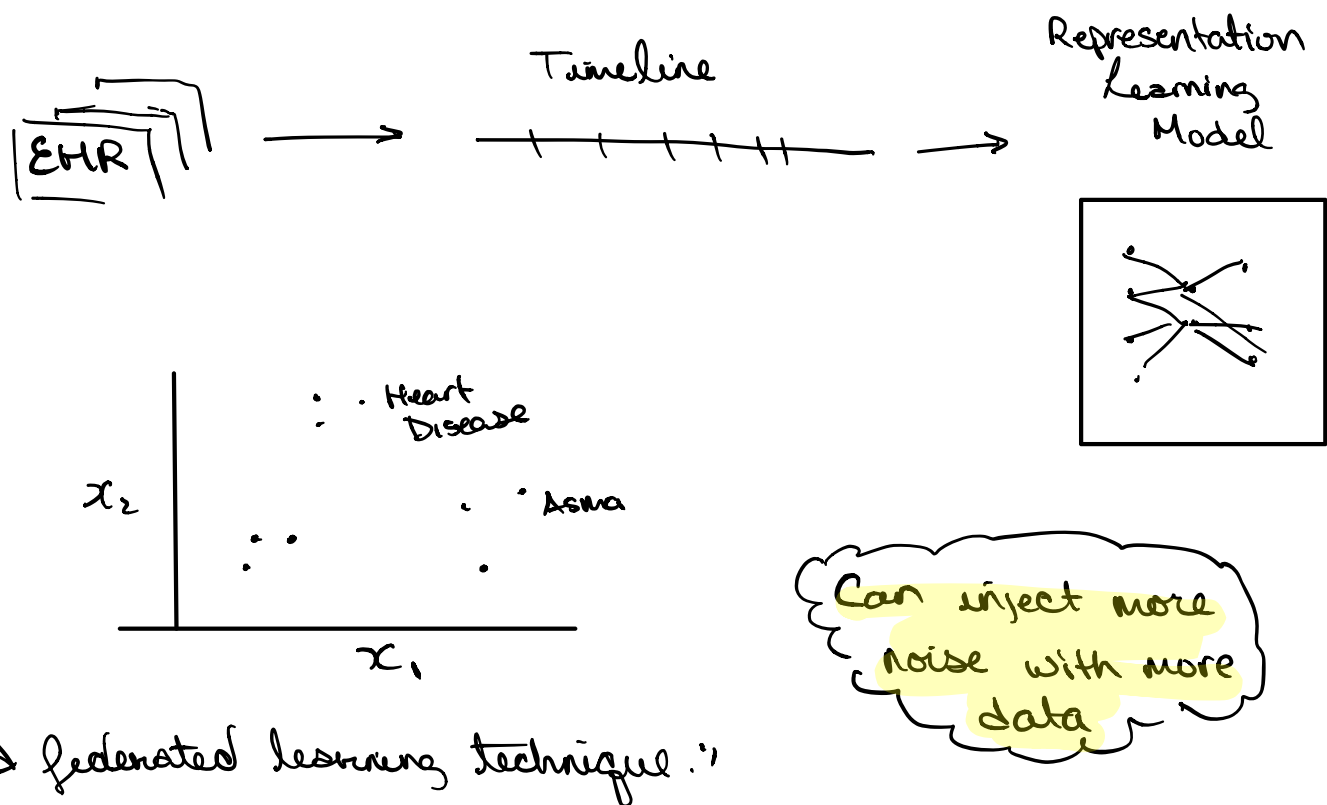 EHR
Timeline
Representation
Learning
Model
Heart
Disease
x₂
Asma
x₁
Can inject more
noise with more
data
federated learning technique."